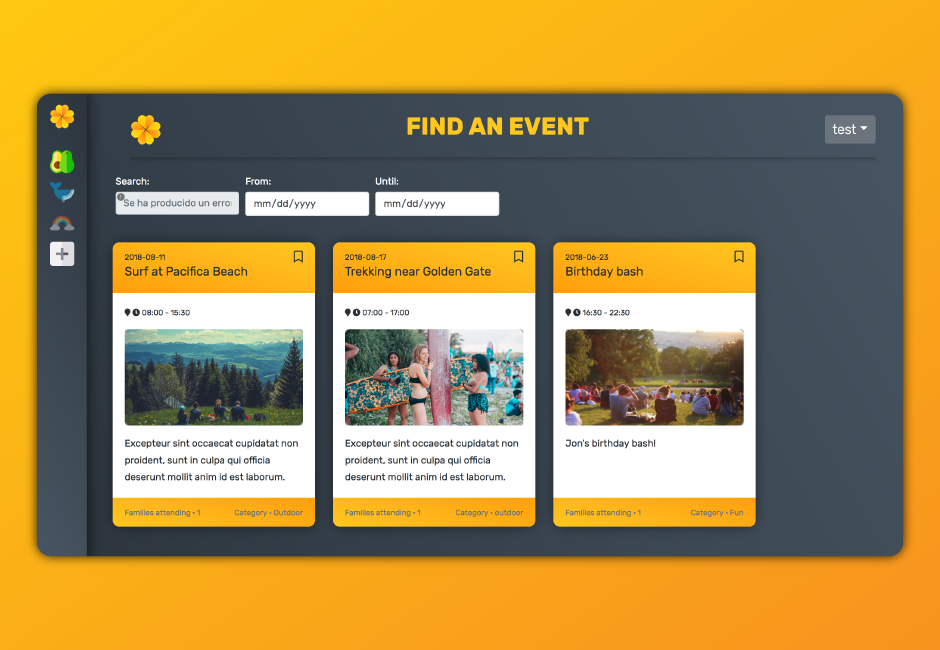 FIND AN EVENT
test
Search: From: Until:
Se ha producido un erro
mm/dd/yyyy
mm/dd/yyyy
2018-08-11
Surf at Pacifica Beach
08:00 - 15:30
Excepteur sint occaecat cupidatat non
proident, sunt in culpa qui officia
deserunt mollit anim id est laborum.
Families attending • 1 Category • Outdoor
2018-08-17
Trekking near Golden Gate
07:00 - 17:00
Excepteur sint occaecat cupidatat non
proident, sunt in culpa qui officia
deserunt mollit anim id est laborum.
Families attending • 1 Category • outdoor
2018-06-23
Birthday bash
16:30 - 22:30
Jon's birthday bash!
Families attending • 1 Category • Fun